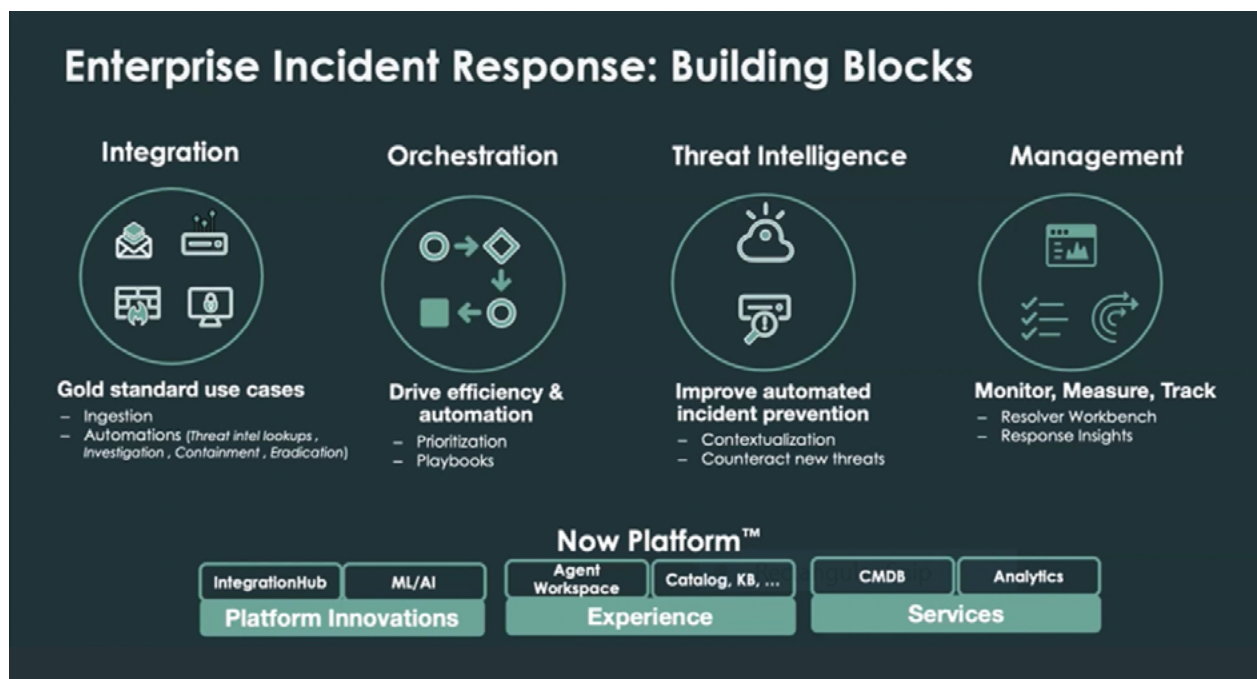 Enterprise Incident Response: Building Blocks
Integration
Gold standard use cases
– Ingestion
– Automations (Threat intel lookups ,
Investigation , Containment , Eradication)
Orchestration
Drive efficiency &
automation
– Prioritization
– Playbooks
Threat Intelligence
Improve automated
incident prevention
– Contextualization
– Counteract new threats
Management
Monitor, Measure, Track
– Resolver Workbench
– Response Insights
Now Platform™
IntegrationHub
ML/AI
Platform Innovations
Agent
Workspace
Catalog, KB, ...
Experience
CMDB
Analytics
Services